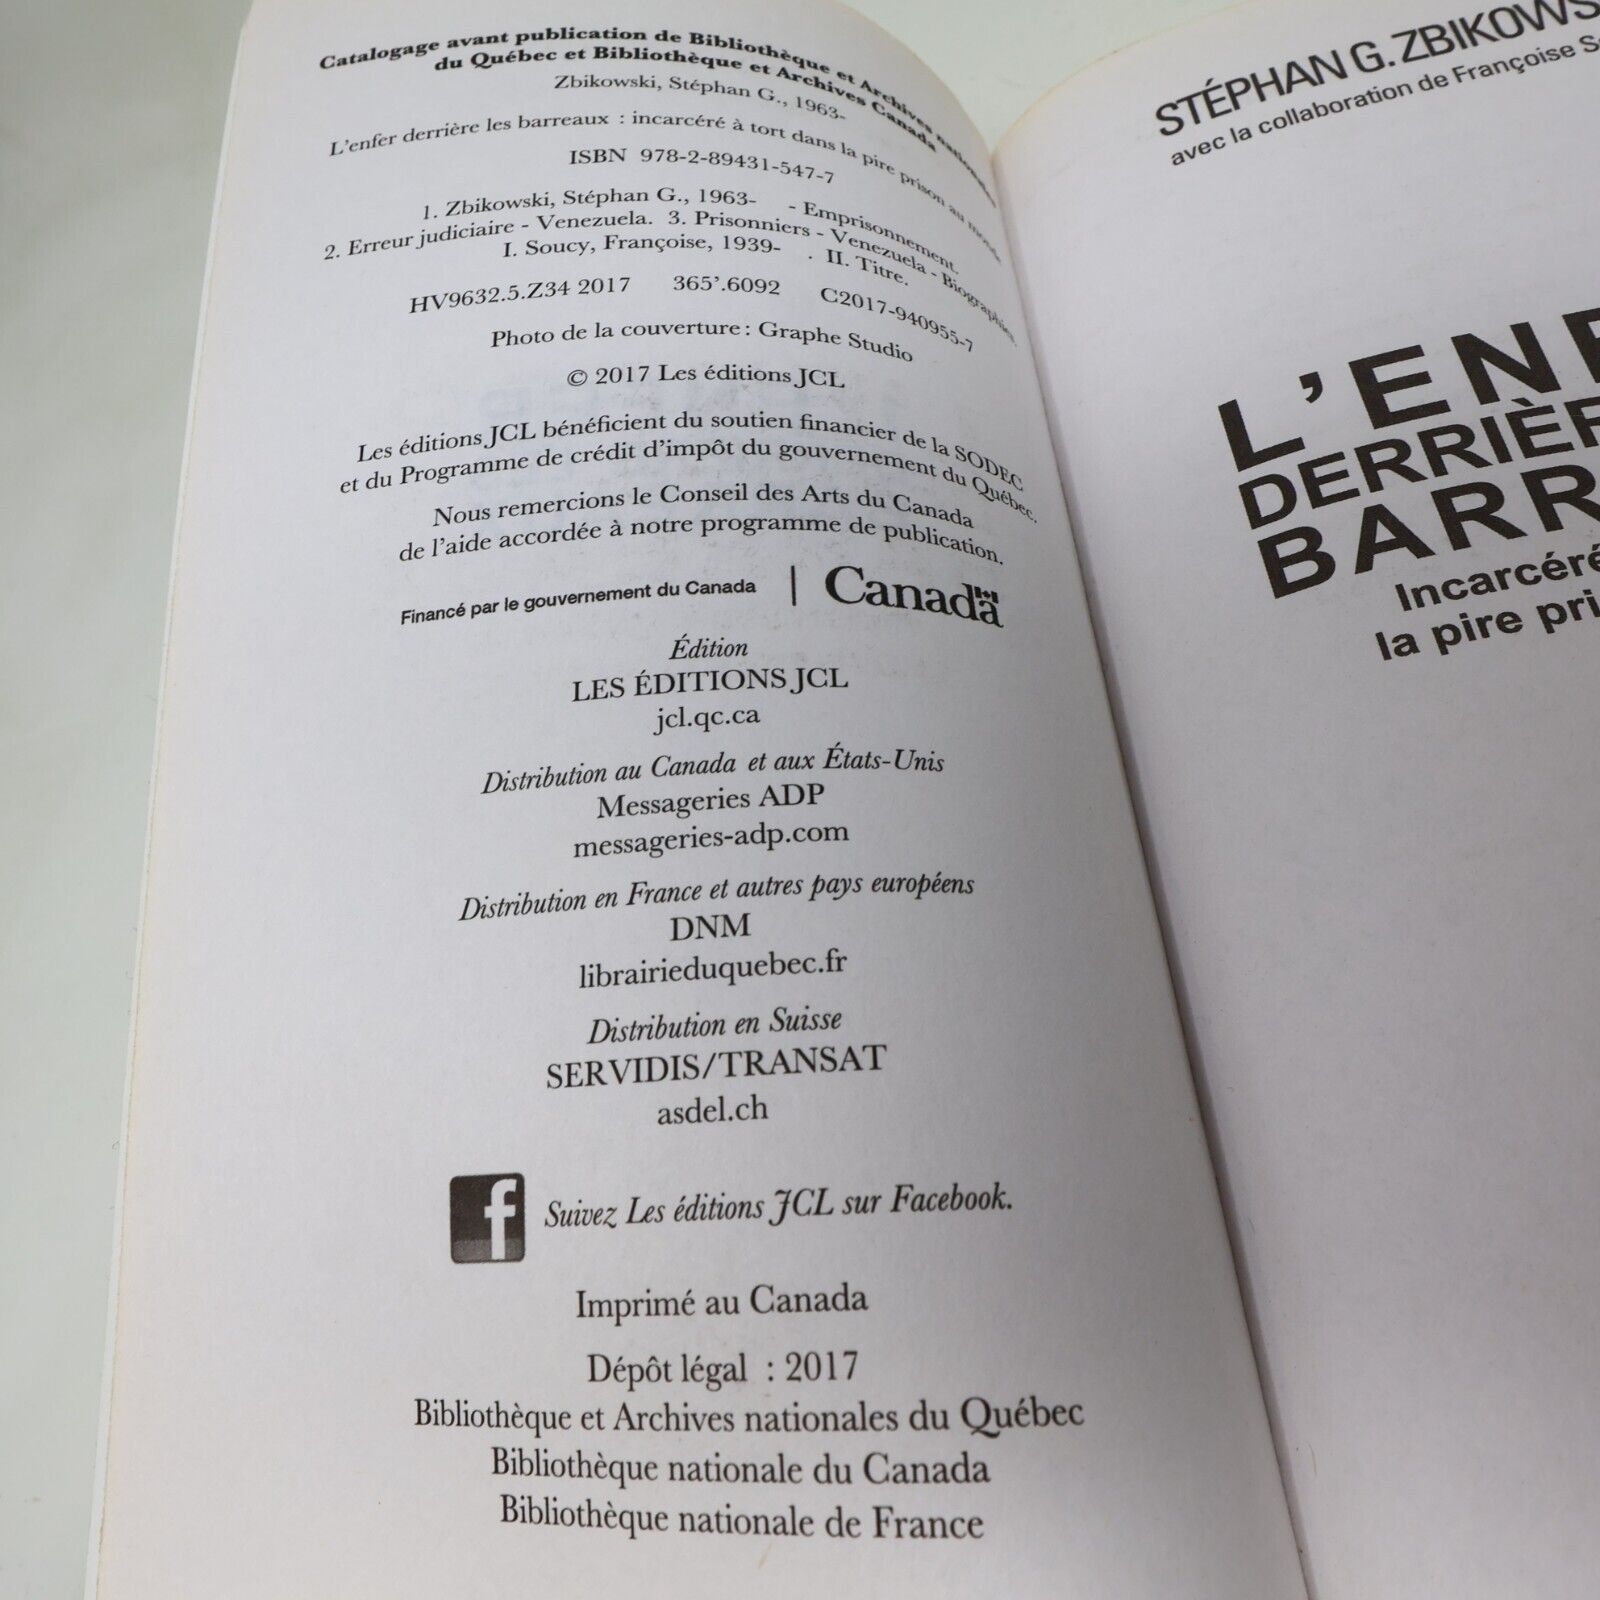 Catalogage avant publication de Bibliothèque et Archives nationales
du Québec et Bibliothèque et Archives Canada
Zbikowski, Stéphan G., 1963-
L'enfer derrière les barreaux : incarcéré à tort dans la pire prison au monde
ISBN 978-2-89431-547-7
1. Zbikowski, Stéphan G., 1963- - Emprisonnement.
2. Erreur judiciaire - Venezuela. 3. Prisonniers - Venezuela - Biographies.
I. Soucy, Françoise, 1939- . II. Titre.
HV9632.5.Z34 2017 365'.6092 C2017-940955-7
Photo de la couverture : Graphe Studio
© 2017 Les éditions JCL
Les éditions JCL bénéficient du soutien financier de la SODEC
et du Programme de crédit d'impôt du gouvernement du Québec.
Nous remercions le Conseil des Arts du Canada
de l'aide accordée à notre programme de publication.
Financé par le gouvernement du Canada | Canada
Édition
LES ÉDITIONS JCL
jcl.qc.ca
Distribution au Canada et aux États-Unis
Messageries ADP
messageries-adp.com
Distribution en France et autres pays européens
DNM
librairieduquebec.fr
Distribution en Suisse
SERVIDIS/TRANSAT
asdel.ch
f Suivez Les éditions JCL sur Facebook.
Imprimé au Canada
Dépôt légal : 2017
Bibliothèque et Archives nationales du Québec
Bibliothèque nationale du Canada
Bibliothèque nationale de France
STÉPHAN G. ZBIKOWS
avec la collaboration de Françoise So
L'ENF
DERRIÈR
BARR
Incarcéré
la pire pri